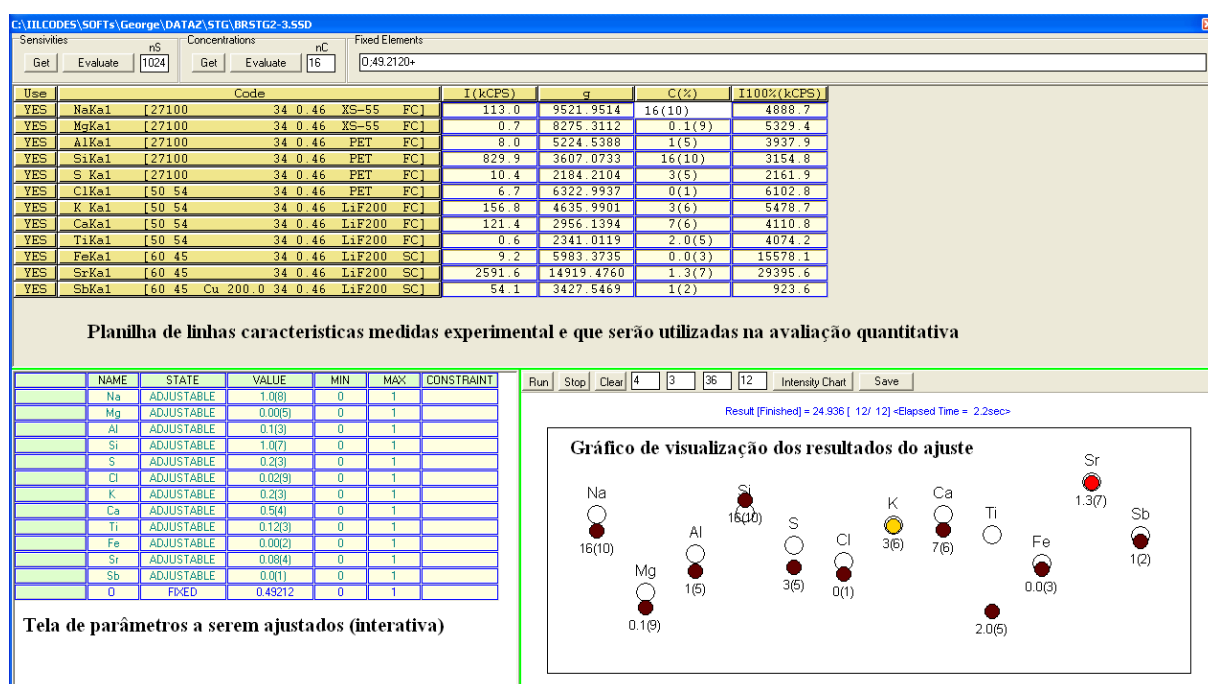 C:\IILCODES\SOFTs\George\DATAZ\STG\BRSTG2-3.SSD
Sensivities
nS
Get Evaluate 1024
Concentrations
nC
Get Evaluate 16
Fixed Elements
O;49.2120+
Use Code I(kCPS) g C(%) I100%(kCPS)
YES NaKa1 [27100 34 0.46 XS-55 FC] 113.0 9521.9514 16(10) 4888.7
YES MgKa1 [27100 34 0.46 XS-55 FC] 0.7 8275.3112 0.1(9) 5329.4
YES AlKa1 [27100 34 0.46 PET FC] 8.0 5224.5388 1(5) 3937.9
YES SiKa1 [27100 34 0.46 PET FC] 829.9 3607.0733 16(10) 3154.8
YES S Ka1 [27100 34 0.46 PET FC] 10.4 2184.2104 3(5) 2161.9
YES ClKa1 [50 54 34 0.46 PET FC] 6.7 6322.9937 0(1) 6102.8
YES K Ka1 [50 54 34 0.46 LiF200 FC] 156.8 4635.9901 3(6) 5478.7
YES CaKa1 [50 54 34 0.46 LiF200 FC] 121.4 2956.1394 7(6) 4110.8
YES TiKa1 [50 54 34 0.46 LiF200 FC] 0.6 2341.0119 2.0(5) 4074.2
YES FeKa1 [60 45 34 0.46 LiF200 SC] 9.2 5983.3735 0.0(3) 15578.1
YES SrKa1 [60 45 34 0.46 LiF200 SC] 2591.6 14919.4760 1.3(7) 29395.6
YES SbKa1 [60 45 Cu 200.0 34 0.46 LiF200 SC] 54.1 3427.5469 1(2) 923.6
Planilha de linhas caracteristicas medidas experimental e que serão utilizadas na avaliação quantitativa
NAME STATE VALUE MIN MAX CONSTRAINT
Na ADJUSTABLE 1.0(8) 0 1
Mg ADJUSTABLE 0.00(5) 0 1
Al ADJUSTABLE 0.1(3) 0 1
Si ADJUSTABLE 1.0(7) 0 1
S ADJUSTABLE 0.2(3) 0 1
Cl ADJUSTABLE 0.02(9) 0 1
K ADJUSTABLE 0.2(3) 0 1
Ca ADJUSTABLE 0.5(4) 0 1
Ti ADJUSTABLE 0.12(3) 0 1
Fe ADJUSTABLE 0.00(2) 0 1
Sr ADJUSTABLE 0.08(4) 0 1
Sb ADJUSTABLE 0.0(1) 0 1
O FIXED 0.49212 0 1
Tela de parâmetros a serem ajustados (interativa)
Run Stop Clear 4 3 36 12 Intensity Chart Save
Result [Finished] = 24.936 [ 12/ 12] <Elapsed Time = 2.2sec>
Gráfico de visualização dos resultados do ajuste
Na
16(10)
Mg
0.1(9)
Al
1(5)
Si
16(10)
S
3(5)
Cl
0(1)
K
3(6)
Ca
7(6)
Ti
2.0(5)
Fe
0.0(3)
Sr
1.3(7)
Sb
1(2)